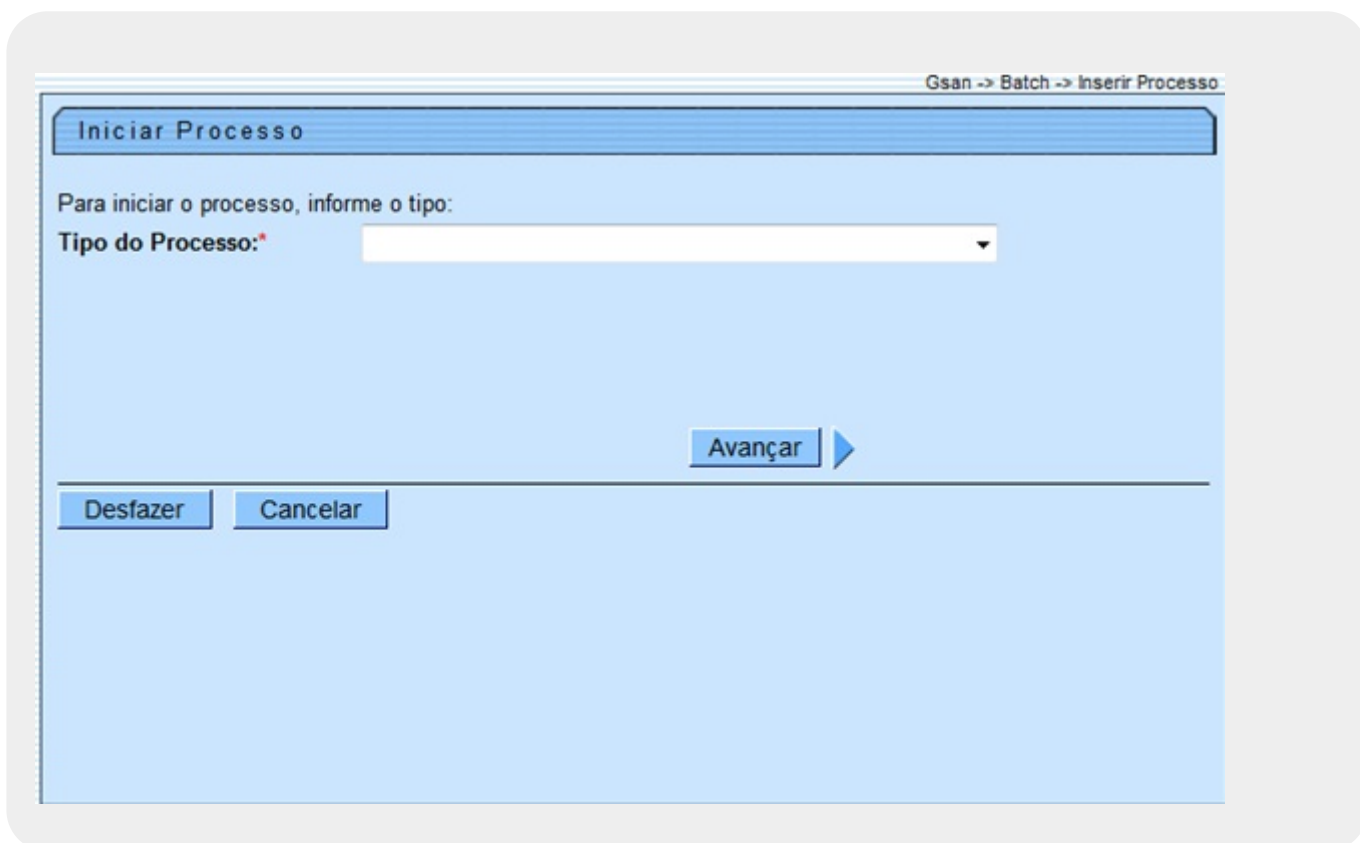 Gsan -> Batch -> Inserir Processo
Iniciar Processo
Para iniciar o processo, informe o tipo:
Tipo do Processo:*
Avançar
Desfazer Cancelar